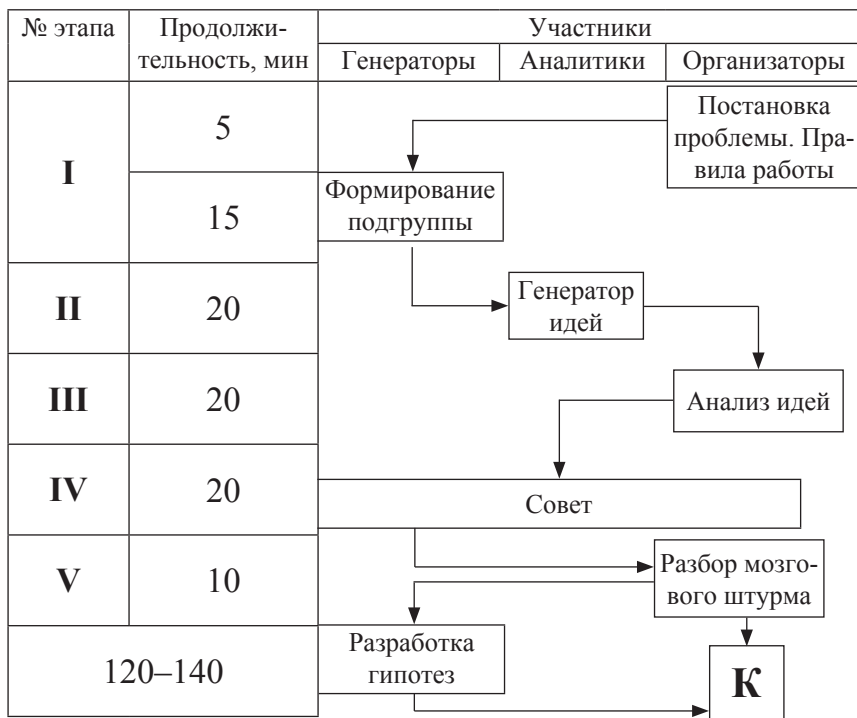 № этапа
Продолжи-
тельность, мин
Участники
Генераторы
Аналитики
Организаторы
I
5
Постановка
проблемы. Пра-
вила работы
15
Формирование
подгруппы
II
20
Генератор
идей
III
20
Анализ идей
IV
20
Совет
V
10
Разбор мозго-
вого штурма
120–140
Разработка
гипотез
К